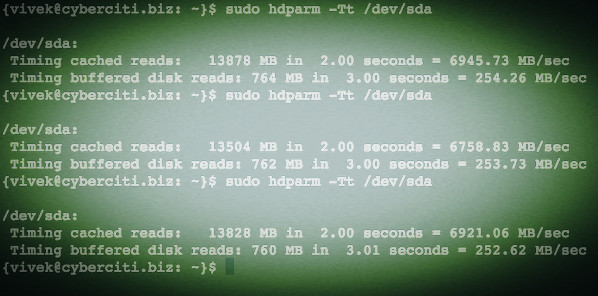 {vivek@cyberciti.biz: ~}$ sudo hdparm -Tt /dev/sda
/dev/sda:
Timing cached reads:   13878 MB in  2.00 seconds = 6945.73 MB/sec
Timing buffered disk reads: 764 MB in  3.00 seconds = 254.26 MB/sec
{vivek@cyberciti.biz: ~}$ sudo hdparm -Tt /dev/sda
/dev/sda:
Timing cached reads:   13504 MB in  2.00 seconds = 6758.83 MB/sec
Timing buffered disk reads: 762 MB in  3.00 seconds = 253.73 MB/sec
{vivek@cyberciti.biz: ~}$ sudo hdparm -Tt /dev/sda
/dev/sda:
Timing cached reads:   13828 MB in  2.00 seconds = 6921.06 MB/sec
Timing buffered disk reads: 760 MB in  3.01 seconds = 252.62 MB/sec
{vivek@cyberciti.biz: ~}$